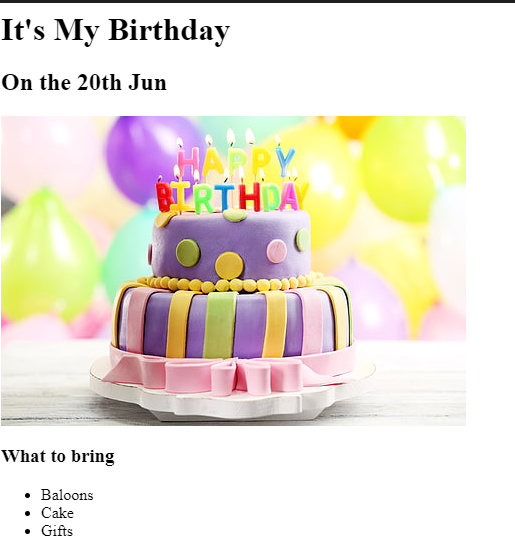 It's My Birthday
On the 20th Jun
HAPPY
BIRTHDAY
What to bring
Baloons
Cake
Gifts